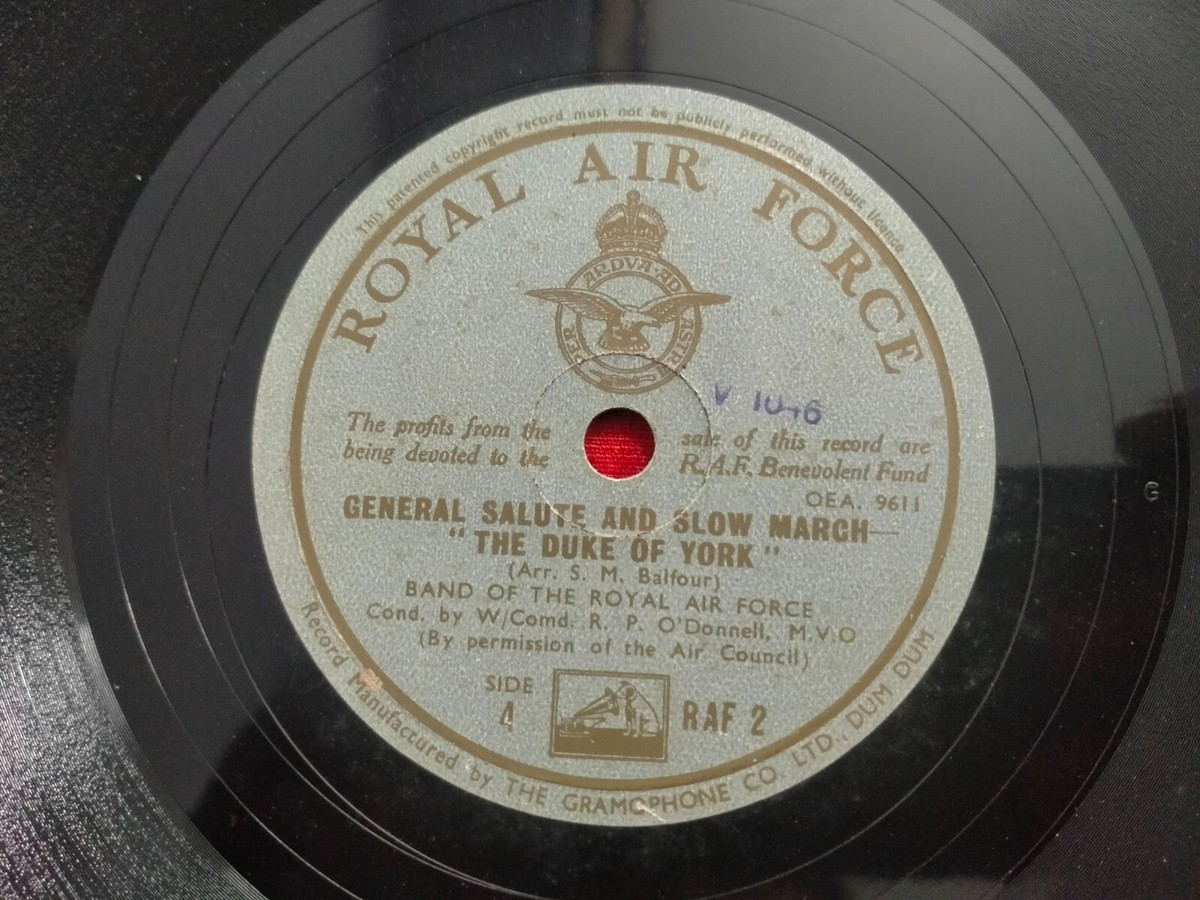 This patented copyright record must not be publicly performed without licence.
ROYAL AIR FORCE
PER ARDVA·AD ASTRA
V 1046
The profits from the sale of this record are
being devoted to the R.A.F. Benevolent Fund
OEA. 9611
GENERAL SALUTE AND SLOW MARCH—
"THE DUKE OF YORK"
(Arr. S. M. Balfour)
BAND OF THE ROYAL AIR FORCE
Cond. by W/Comd. R. P. O'Donnell, M.V.O
(By permission of the Air Council)
SIDE
4
RAF 2
Record Manufactured by THE GRAMOPHONE CO. LTD., DUM DUM
G